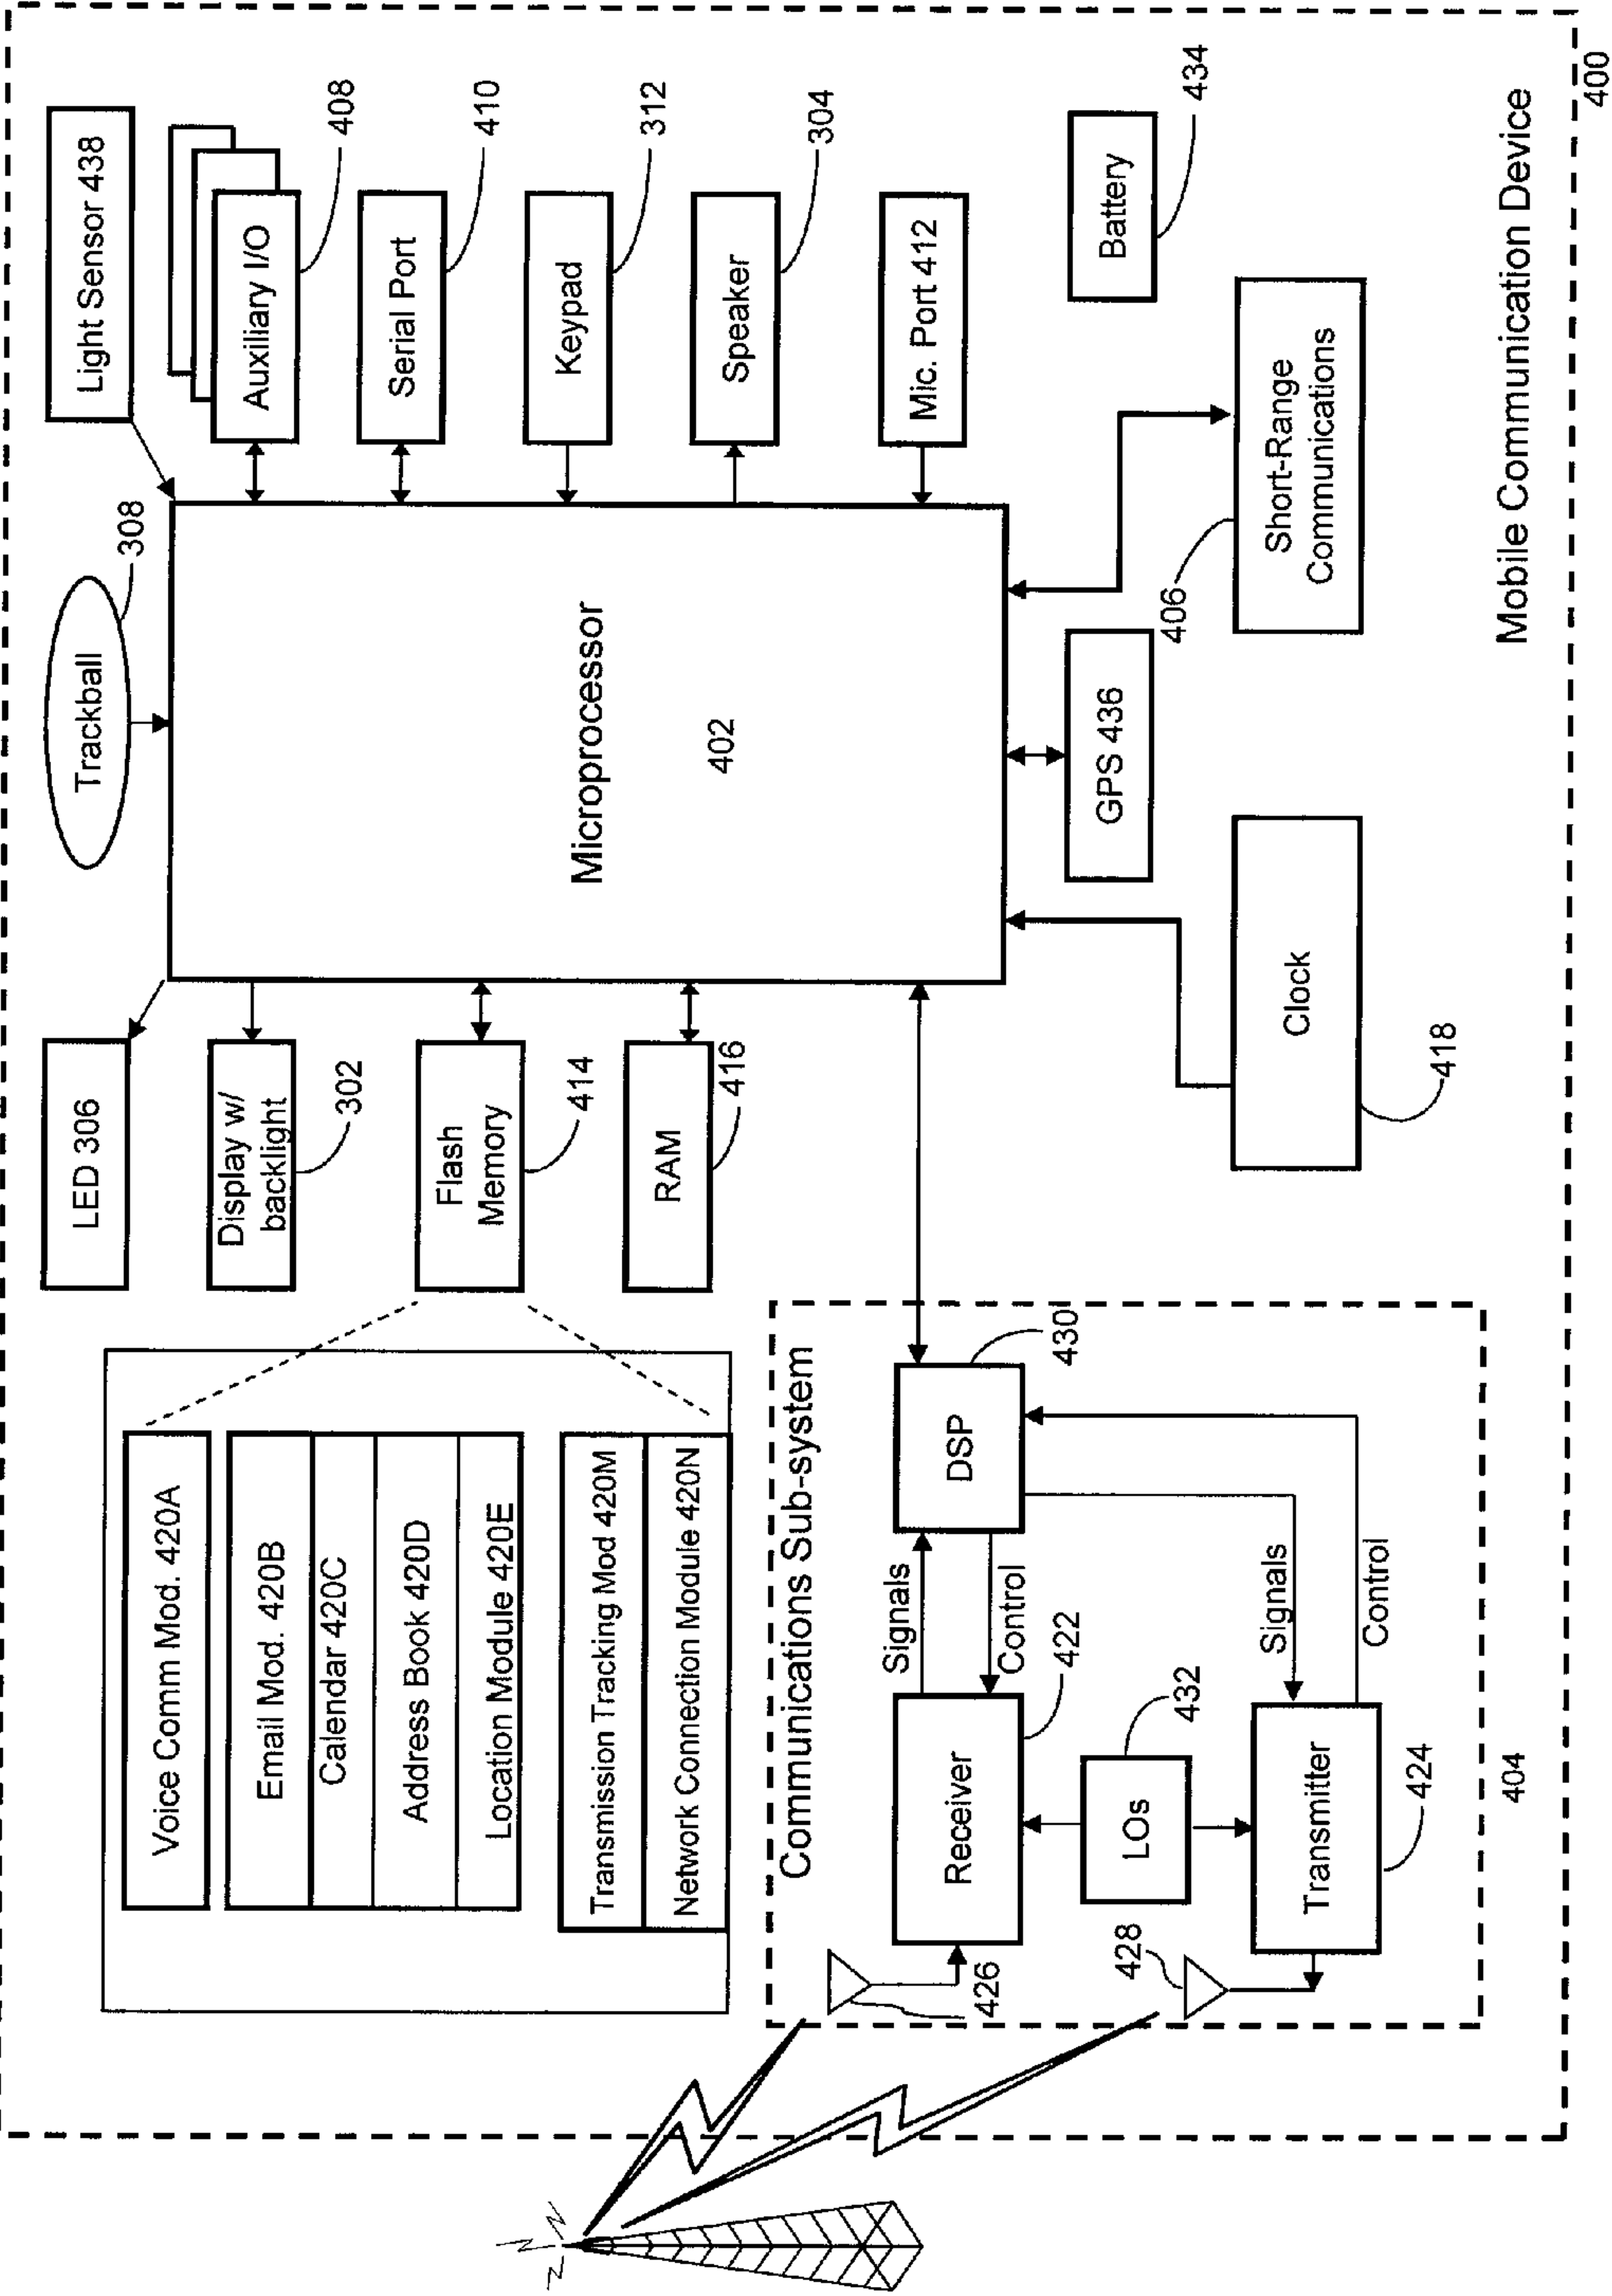 Voice Comm Mod. 420A
Email Mod. 420B
Calendar 420C
Address Book 420D
Location Module 420E
Transmission Tracking Mod 420M
Network Connection Module 420N
LED 306
Display w/
backlight
302
Flash
Memory
414
RAM
416
Trackball
308
Light Sensor 438
Auxiliary I/O
408
Serial Port
410
Keypad
312
Speaker
304
Mic. Port 412
Microprocessor
402
Communications Sub-system
DSP
430
Signals
Control
Receiver
422
426
LOs
432
428
Signals
Control
Transmitter
424
404
Clock
418
GPS 436
406
Short-Range
Communications
Battery
434
Mobile Communication Device
400